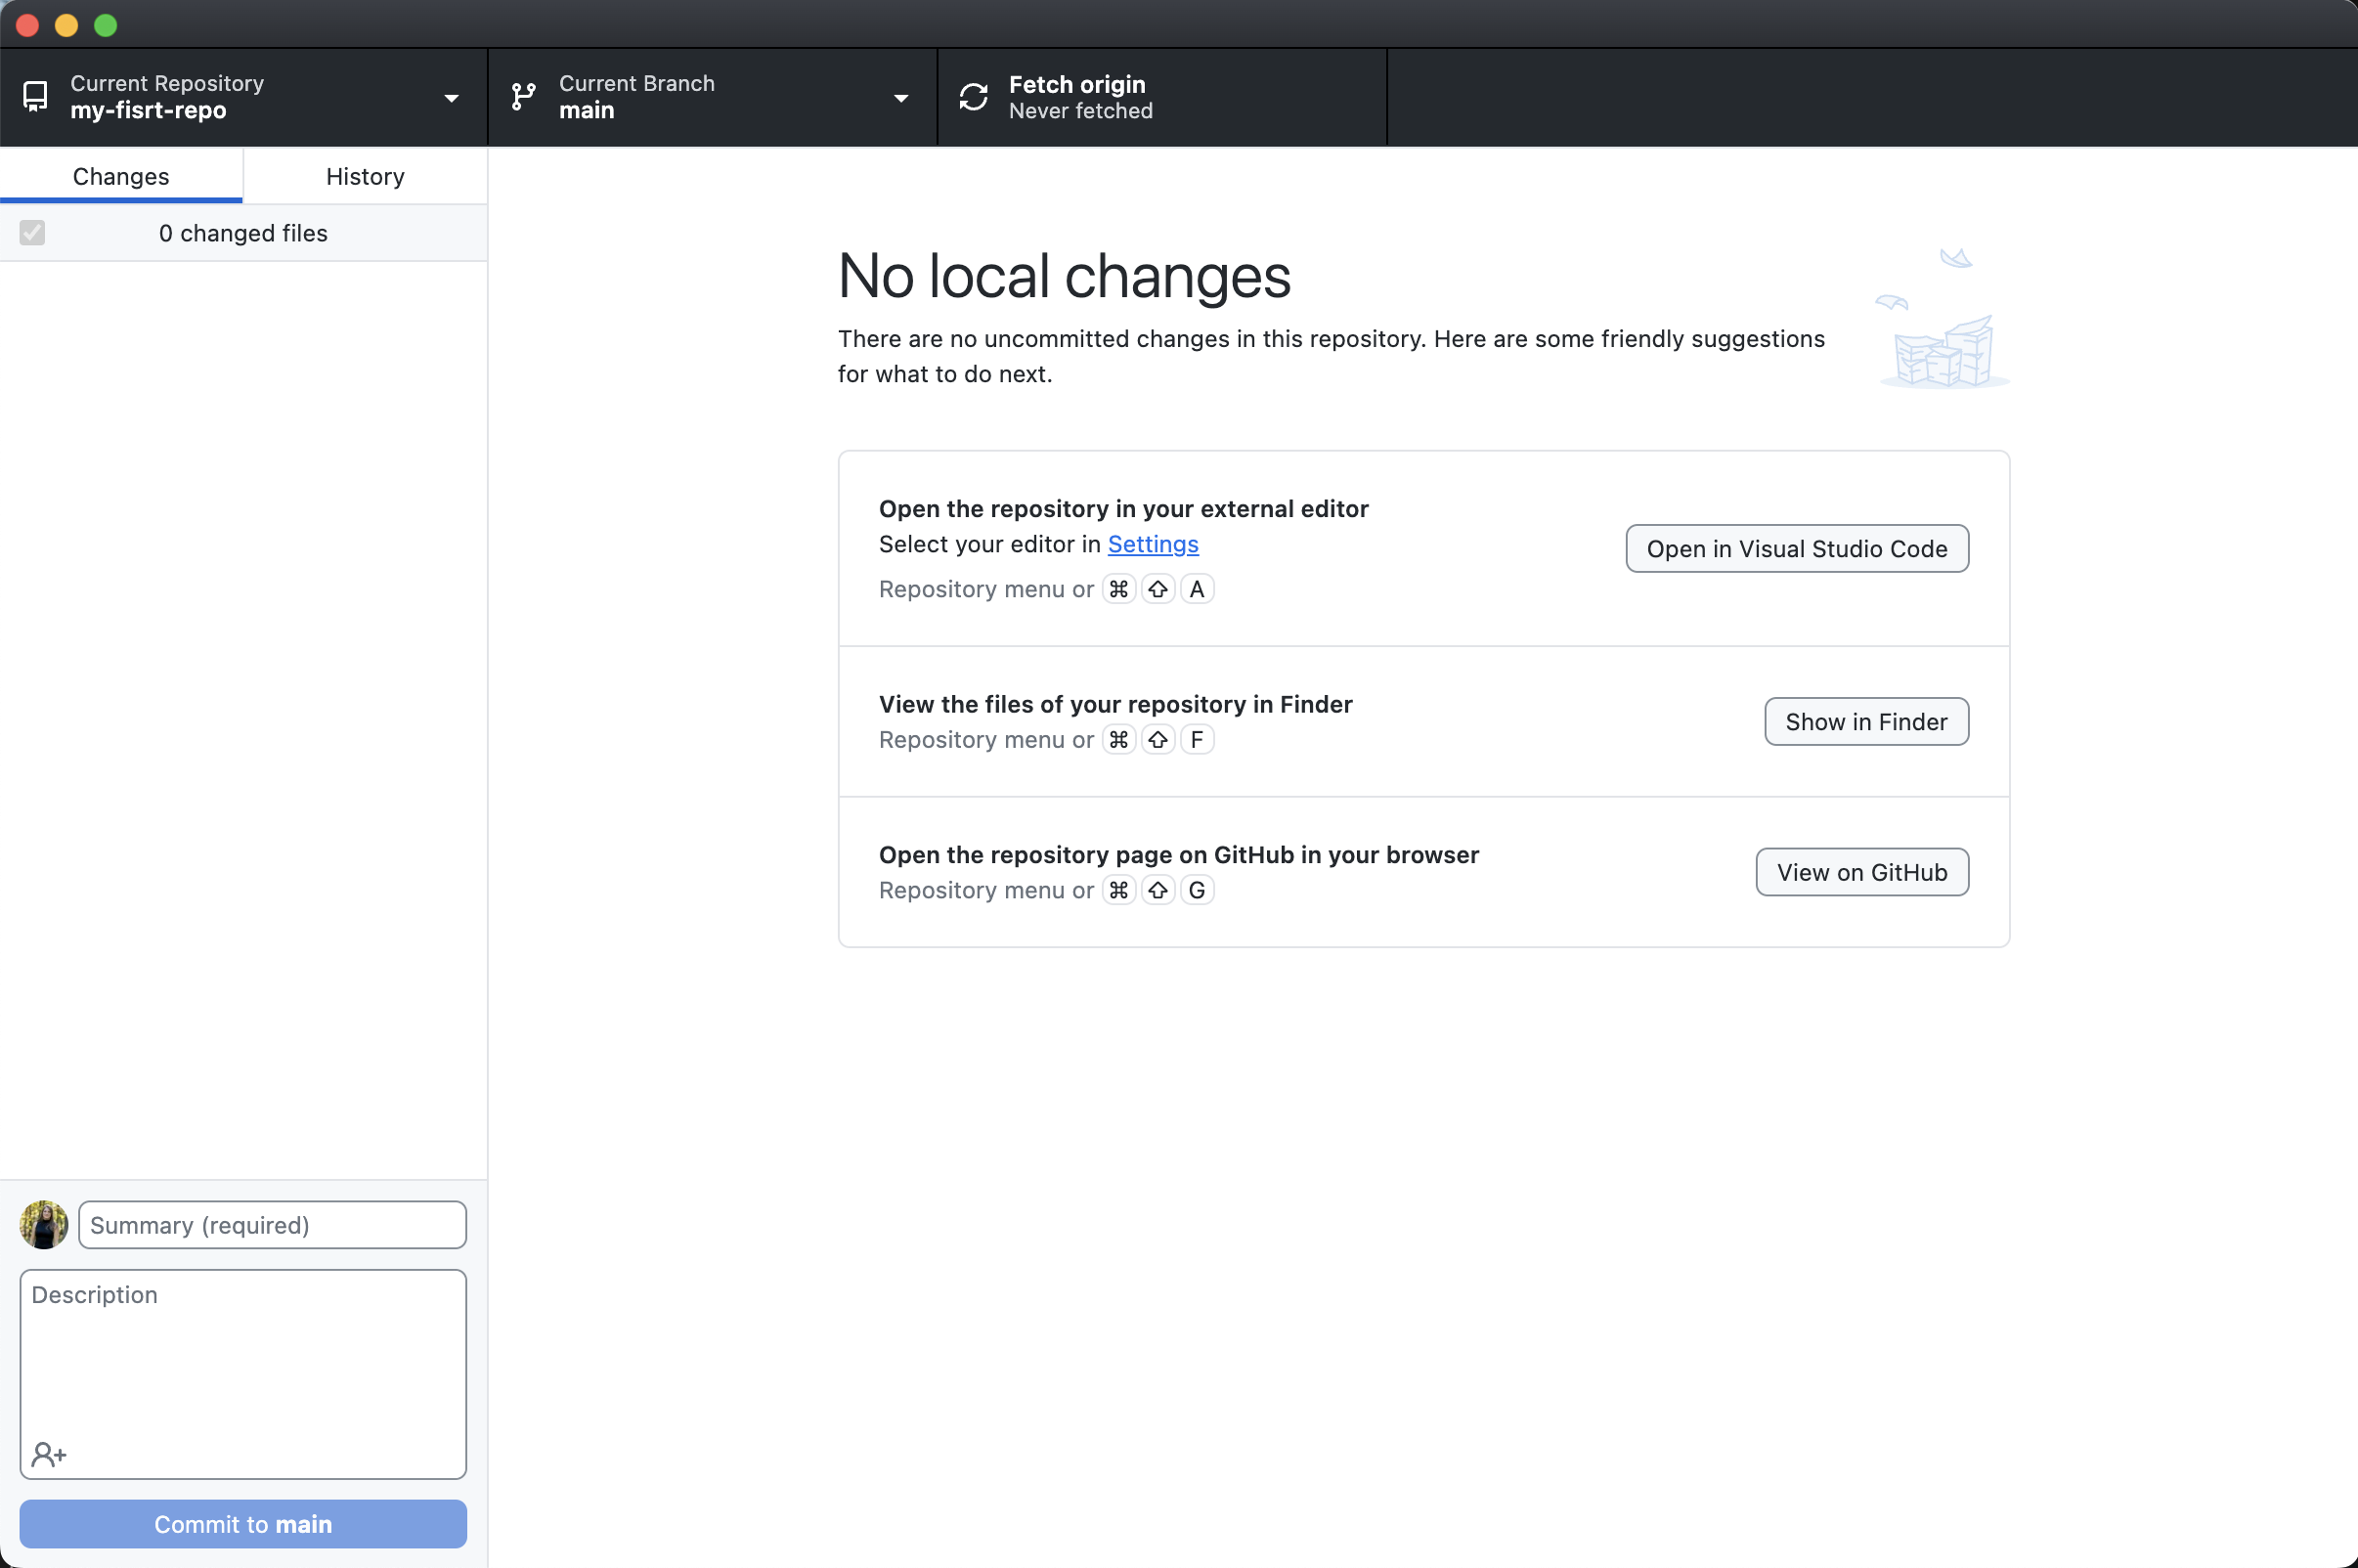 Current Repository
my-fisrt-repo
Current Branch
main
Fetch origin
Never fetched
Changes
History
0 changed files
No local changes
There are no uncommitted changes in this repository. Here are some friendly suggestions
for what to do next.
Open the repository in your external editor
Select your editor in Settings
Repository menu or ⌘ ⇧ A
Open in Visual Studio Code
View the files of your repository in Finder
Repository menu or ⌘ ⇧ F
Show in Finder
Open the repository page on GitHub in your browser
Repository menu or ⌘ ⇧ G
View on GitHub
Summary (required)
Description
Commit to main